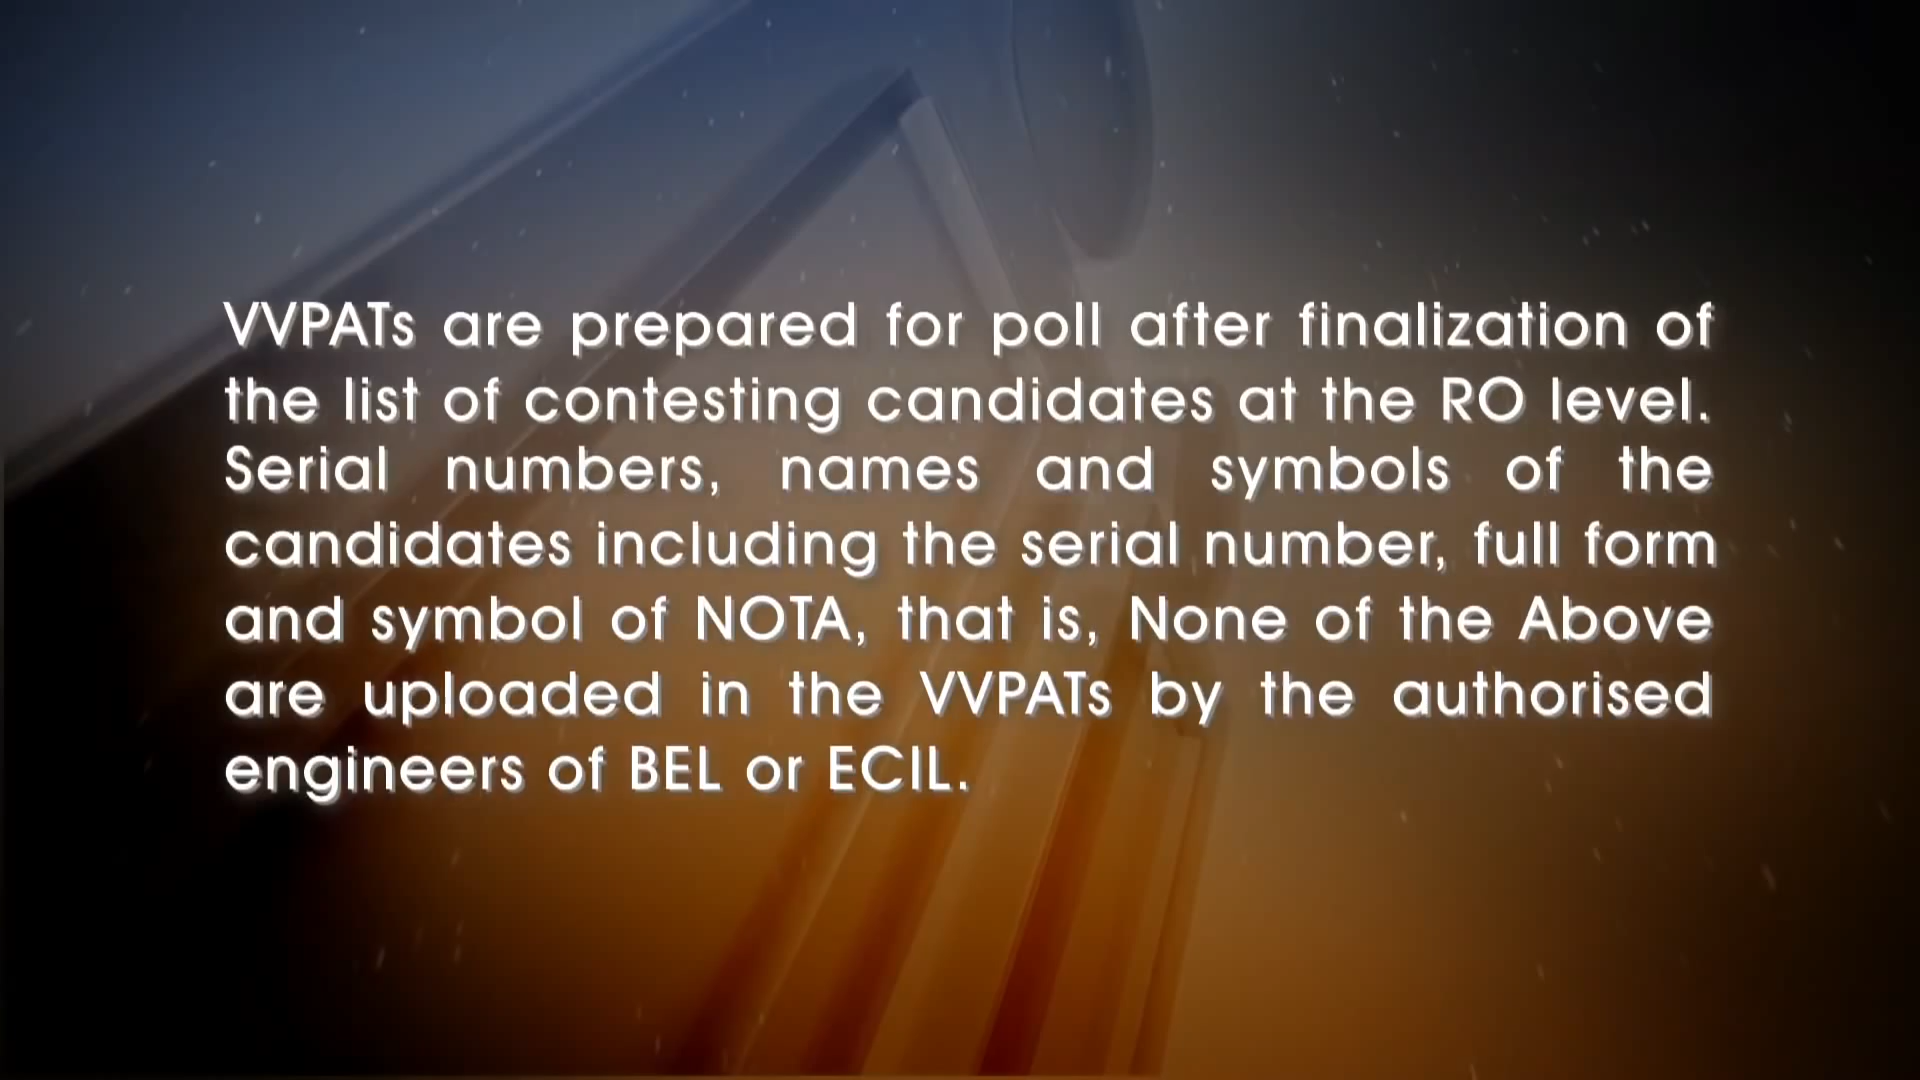 VVPATs are prepared for poll after finalization of
the list of contesting candidates at the RO level.
Serial numbers, names and symbols of the
candidates including the serial number, full form
and symbol of NOTA, that is, None of the Above
are uploaded in the VVPATs by the authorised
engineers of BEL or ECIL.